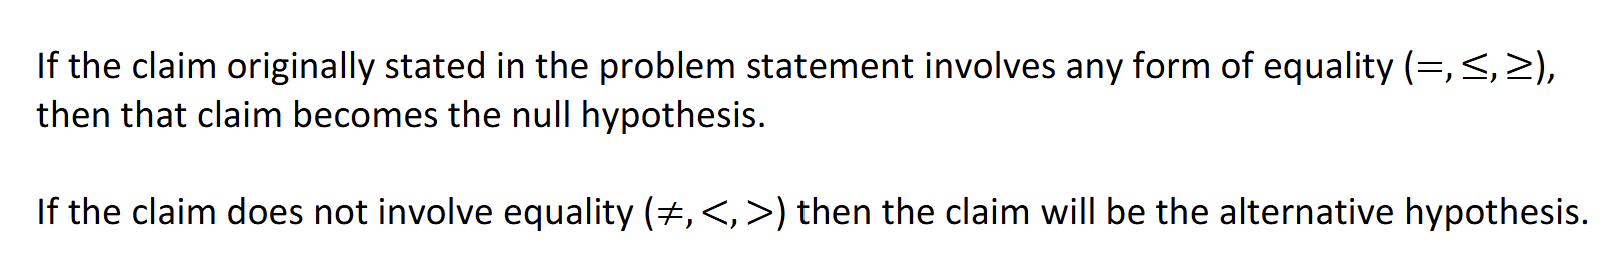 If the claim originally stated in the problem statement involves any form of equality (=, ≤, ≥),
then that claim becomes the null hypothesis.
If the claim does not involve equality (≠, <, >) then the claim will be the alternative hypothesis.